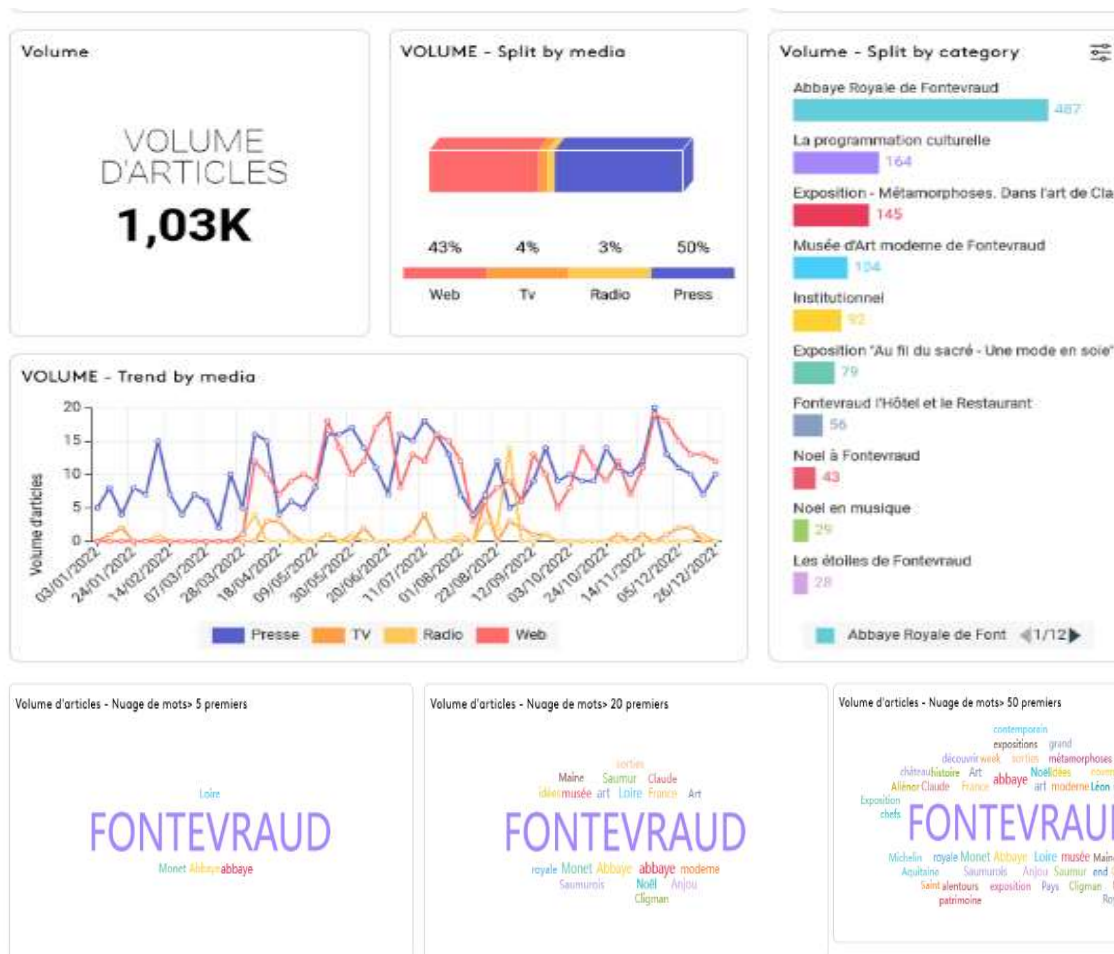 Volume
VOLUME
D'ARTICLES
1,03K
VOLUME - Split by media
43% 4% 3% 50%
Web Tv Radio Press
Volume - Split by category
Abbaye Royale de Fontevraud
487
La programmation culturelle
164
Exposition - Métamorphoses. Dans l'art de Cla
145
Musée d'Art moderne de Fontevraud
104
Institutionnel
92
Exposition "Au fil du sacré - Une mode en soie"
79
Fontevraud l'Hôtel et le Restaurant
56
Noel à Fontevraud
43
Noel en musique
29
Les étoiles de Fontevraud
28
Abbaye Royale de Font 1/12
VOLUME - Trend by media
Volume d'articles
20
15
10
5
0
03/01/2022 24/01/2022 14/02/2022 07/03/2022 28/03/2022 18/04/2022 09/05/2022 30/05/2022 20/06/2022 11/07/2022 01/08/2022 22/08/2022 12/09/2022 03/10/2022 24/10/2022 14/11/2022 05/12/2022 26/12/2022
Presse TV Radio Web
Volume d'articles - Nuage de mots> 5 premiers
Loire
FONTEVRAUD
Monet Abbaye abbaye
Volume d'articles - Nuage de mots> 20 premiers
sorties
Maine Saumur Claude
idées musée art Loire France Art
FONTEVRAUD
royale Monet Abbaye abbaye moderne
Saumurois Noël Anjou
Cligman
Volume d'articles - Nuage de mots> 50 premiers
contemporain
expositions grand
découvrir week sorties métamorphoses
château histoire Art abbaye Noël idées
Aliénor Claude France art moderne Léon
Exposition
chefs
FONTEVRAU
Michelin royale Monet Abbaye Loire musée Maine
Aquitaine Saumurois Anjou Saumur end
Saint alentours exposition Pays Cligman
patrimoine